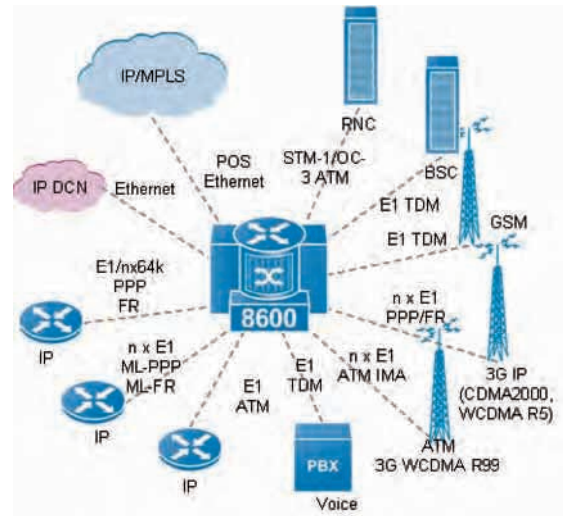 IP/MPLS
RNC
POS
Ethernet
STM-1/OC-
3 ATM
BSC
IP DCN
Ethernet
E1 TDM
GSM
E1 TDM
E1/nx64k
PPP
FR
n x E1
PPP/FR
8600
IP
n x E1
ML-PPP
ML-FR
E1
TDM
n x E1
ATM IMA
3G IP
(CDMA2000,
WCDMA R5)
E1
ATM
IP
ATM
3G WCDMA R99
PBX
IP
Voice